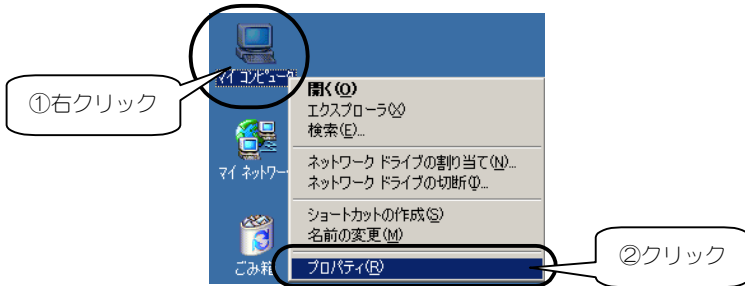 マイ コンピュータ
①右クリック
開く(O)
エクスプローラ(X)
検索(E)...
マイ ネットワー
ネットワーク ドライブの割り当て(N)...
ネットワーク ドライブの切断(I)...
ショートカットの作成(S)
名前の変更(M)
ごみ箱
プロパティ(R)
②クリック